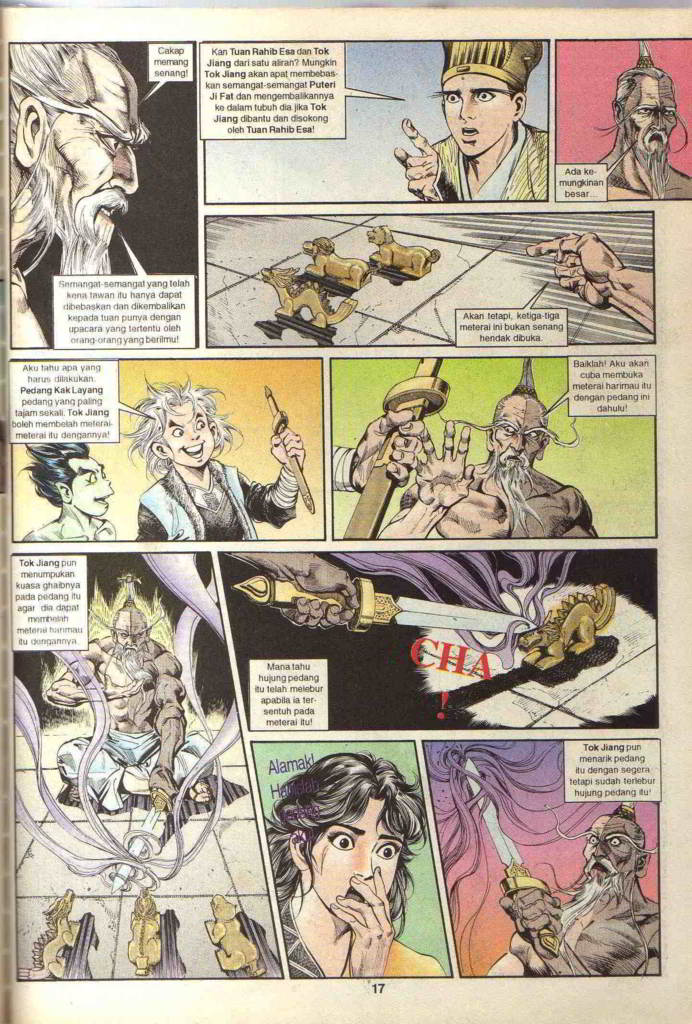 Cakap
memang
senang!
Semangat-semangat yang telah
kena tawan itu hanya dapat
dibebaskan dan dikembalikan
kepada tuan punya dengan
upacara yang tertentu oleh
orang-orang yang berilmu!
Kan Tuan Rahib Esa dan Tok
Jiang dari satu aliran? Mungkin
Tok Jiang akan apat membebas-
kan semangat-semangat Puteri
Ji Fat dan mengembalikannya
ke dalam tubuh dia jika Tok
Jiang dibantu dan disokong
oleh Tuan Rahib Esa!
Ada ke-
mungkinan
besar...
Akan tetapi, ketiga-tiga
meterai ini bukan senang
hendak dibuka.
Aku tahu apa yang
harus dilakukan.
Pedang Kak Layang
pedang yang paling
tajam sekali. Tok Jiang
boleh membelah meterai-
meterai itu dengannya!
Baiklah! Aku akan
cuba membuka
meterai harimau itu
dengan pedang ini
dahulu!
Tok Jiang pun
menumpukan
kuasa ghaibnya
pada pedang itu
agar dia dapat
membelah
meterai harimau
itu dengannya.
CHA
!
Mana tahu
hujung pedang
itu telah melebur
apabila ia ter-
sentuh pada
meterai itu!
Alamak!
Tok Jiang pun
menarik pedang
itu dengan segera
tetapi sudah terlebur
hujung pedang itu!
17